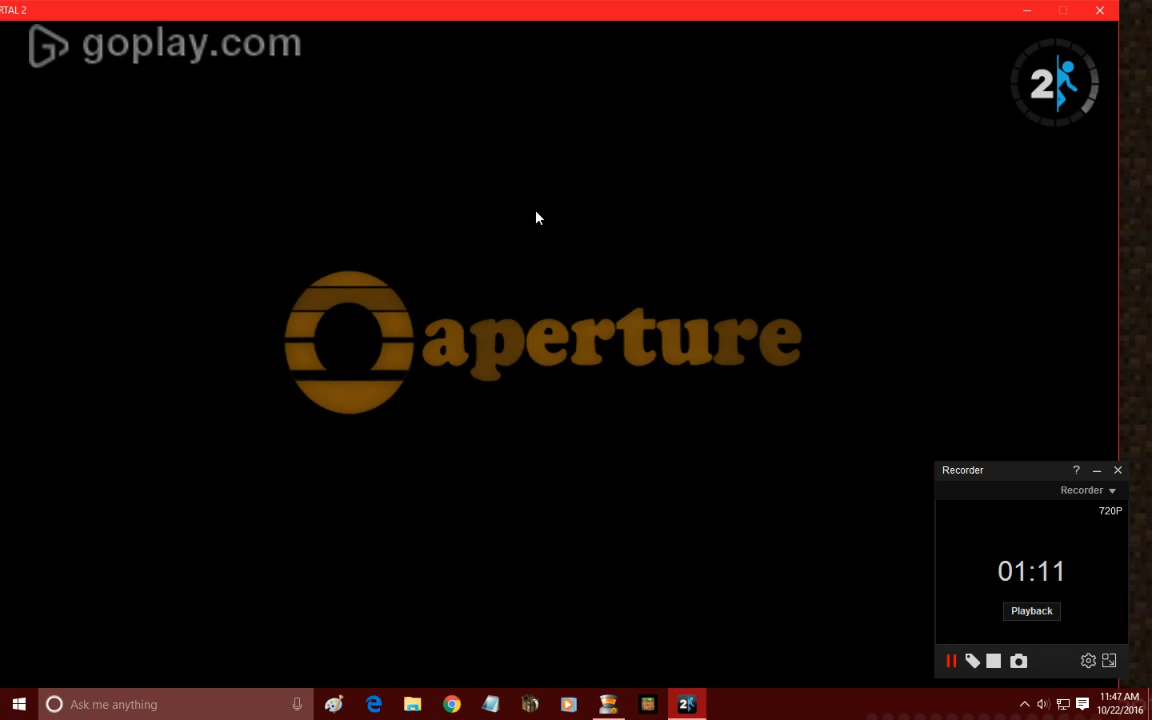 RTAL 2
goplay.com
2
aperture
Recorder
?
Recorder
720P
01:11
Playback
Ask me anything
11:47 AM
10/22/2016